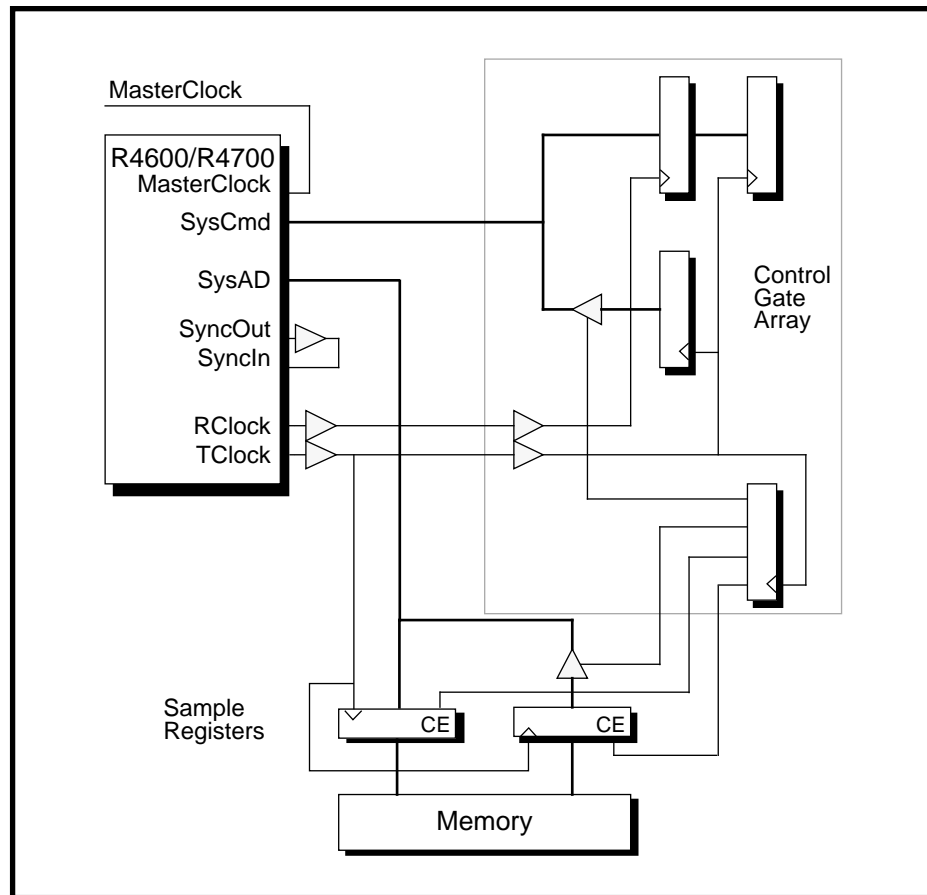 MasterClock
R4600/R4700
MasterClock
SysCmd
SysAD
SyncOut
SyncIn
RClock
TClock
Control
Gate
Array
Sample
Registers
CE
CE
Memory